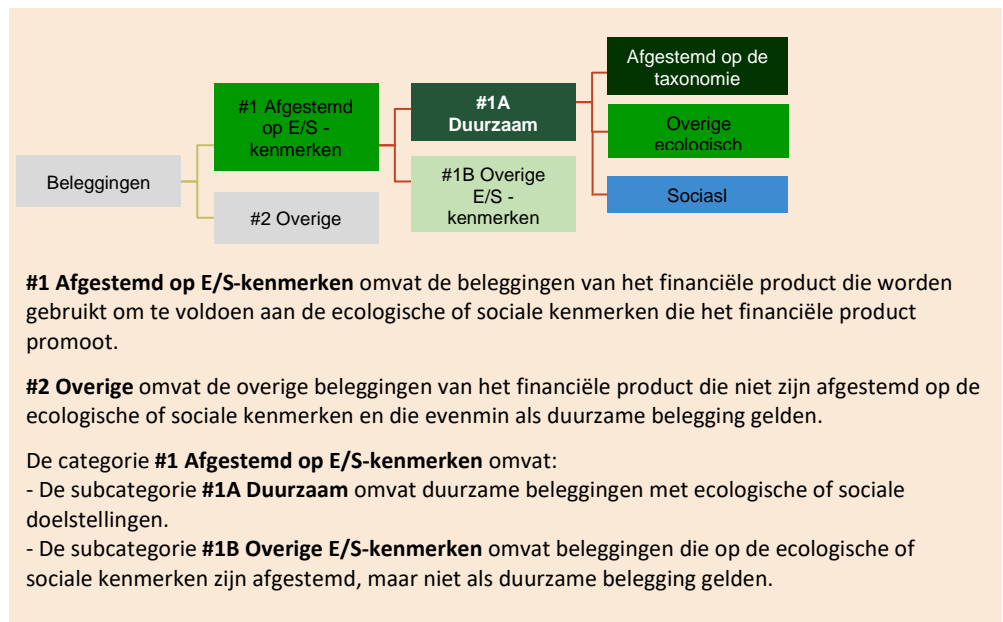 Beleggingen
#1 Afgestemd
op E/S -
kenmerken
#2 Overige
#1A
Duurzaam
#1B Overige
E/S -
kenmerken
Afgestemd op de
taxonomie
Overige
ecologisch
Sociasl
#1 Afgestemd op E/S-kenmerken omvat de beleggingen van het financiële product die worden
gebruikt om te voldoen aan de ecologische of sociale kenmerken die het financiële product
promoot.
#2 Overige omvat de overige beleggingen van het financiële product die niet zijn afgestemd op de
ecologische of sociale kenmerken en die evenmin als duurzame belegging gelden.
De categorie #1 Afgestemd op E/S-kenmerken omvat:
- De subcategorie #1A Duurzaam omvat duurzame beleggingen met ecologische of sociale
doelstellingen.
- De subcategorie #1B Overige E/S-kenmerken omvat beleggingen die op de ecologische of
sociale kenmerken zijn afgestemd, maar niet als duurzame belegging gelden.